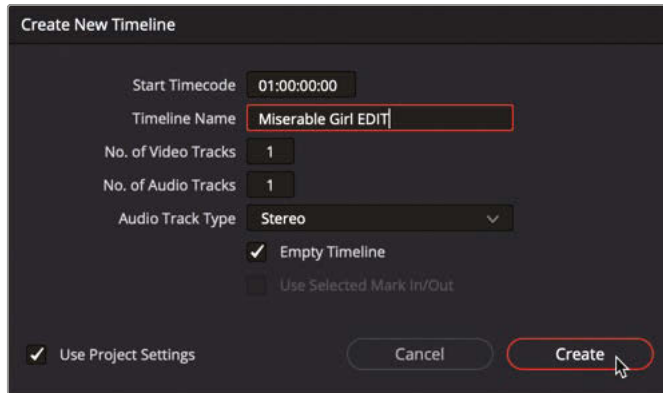 Create New Timeline
Start Timecode 01:00:00:00
Timeline Name Miserable Girl EDIT
No. of Video Tracks 1
No. of Audio Tracks 1
Audio Track Type Stereo
Empty Timeline
Use Selected Mark In/Out
Use Project Settings Cancel Create